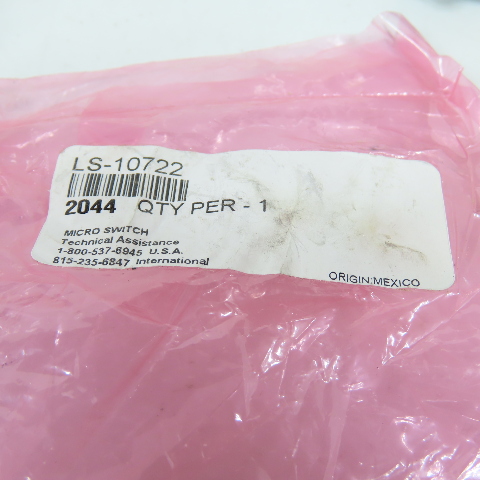 LS-10722
2044 QTY PER - 1
MICRO SWITCH
Technical Assistance
1-800-537-6945 U.S.A.
815-235-6847 International
ORIGIN:MEXICO